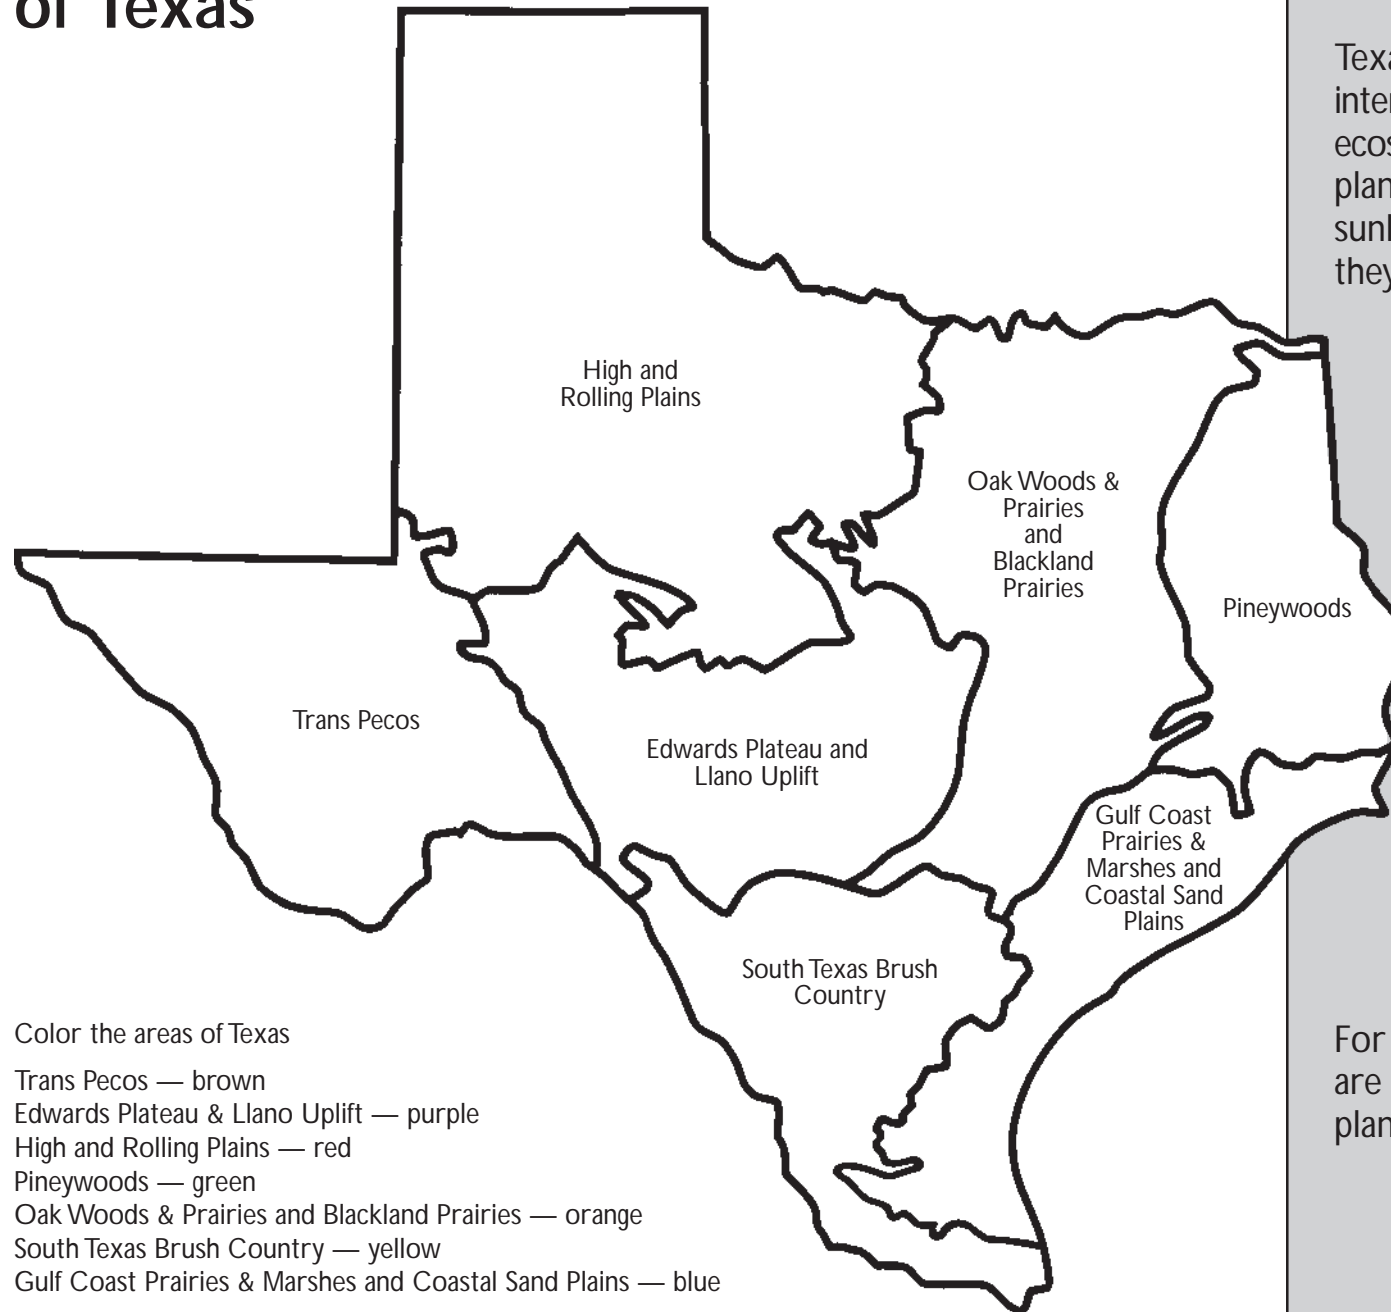 of Texas
High and
Rolling Plains
Oak Woods &
Prairies
and
Blackland
Prairies
Pineywoods
Trans Pecos
Edwards Plateau and
Llano Uplift
Gulf Coast
Prairies &
Marshes and
Coastal Sand
Plains
South Texas Brush
Country
Color the areas of Texas
Trans Pecos — brown
Edwards Plateau & Llano Uplift — purple
High and Rolling Plains — red
Pineywoods — green
Oak Woods & Prairies and Blackland Prairies — orange
South Texas Brush Country — yellow
Gulf Coast Prairies & Marshes and Coastal Sand Plains — blue
they
For
are